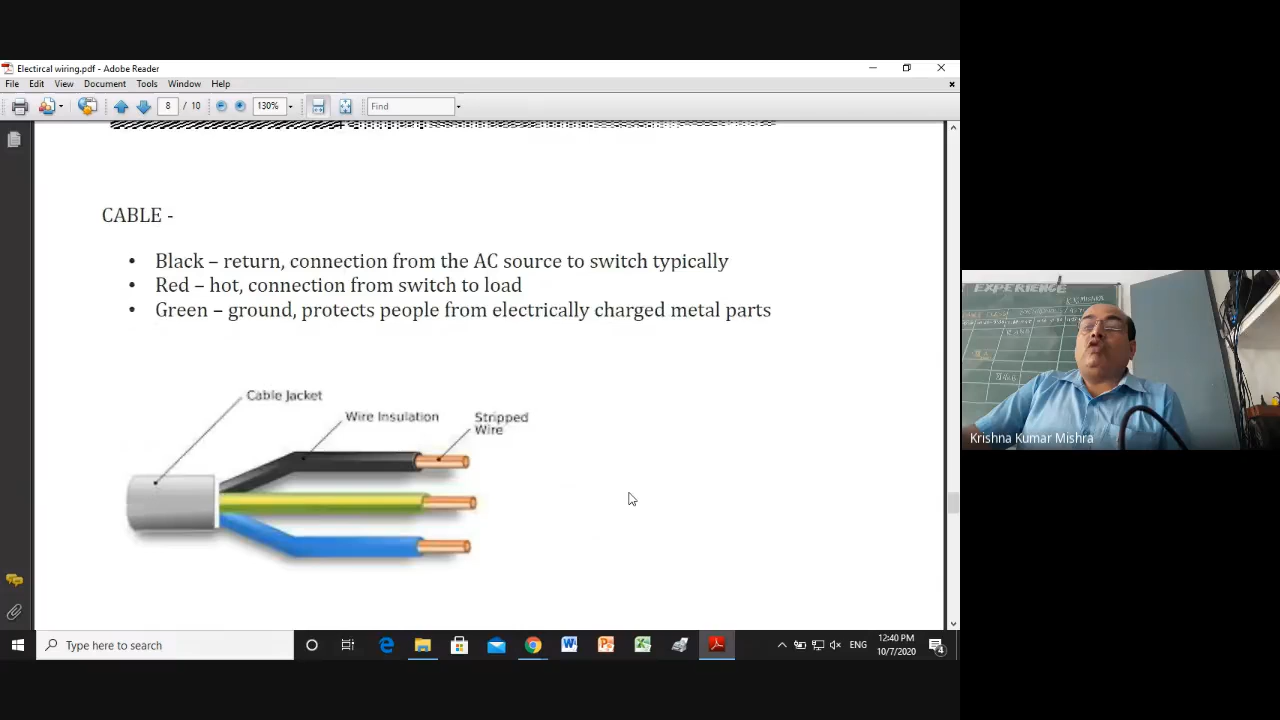 Electircal wiring.pdf - Adobe Reader
File Edit View Document Tools Window Help
8 / 10 130% Find
CABLE -
• Black – return, connection from the AC source to switch typically
• Red – hot, connection from switch to load
• Green – ground, protects people from electrically charged metal parts
Cable Jacket
Wire Insulation
Stripped
Wire
EXPERIENCE
Krishna Kumar Mishra
Type here to search
ENG
12:40 PM
10/7/2020
4